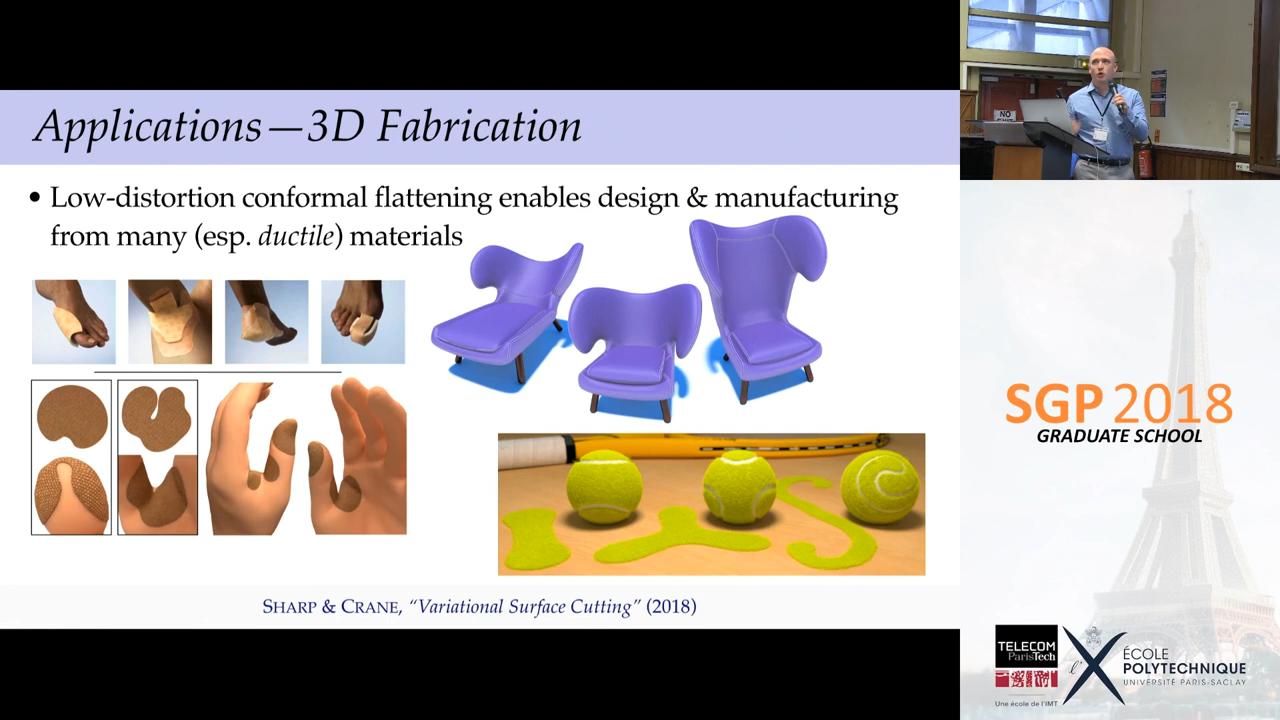 Applications—3D Fabrication
• Low-distortion conformal flattening enables design & manufacturing
from many (esp. ductile) materials
SHARP & CRANE, “Variational Surface Cutting” (2018)
NO
SGP 2018
GRADUATE SCHOOL
TELECOM
ParisTech
Une école de l'IMT
l'X
ÉCOLE
POLYTECHNIQUE
UNIVERSITÉ PARIS-SACLAY